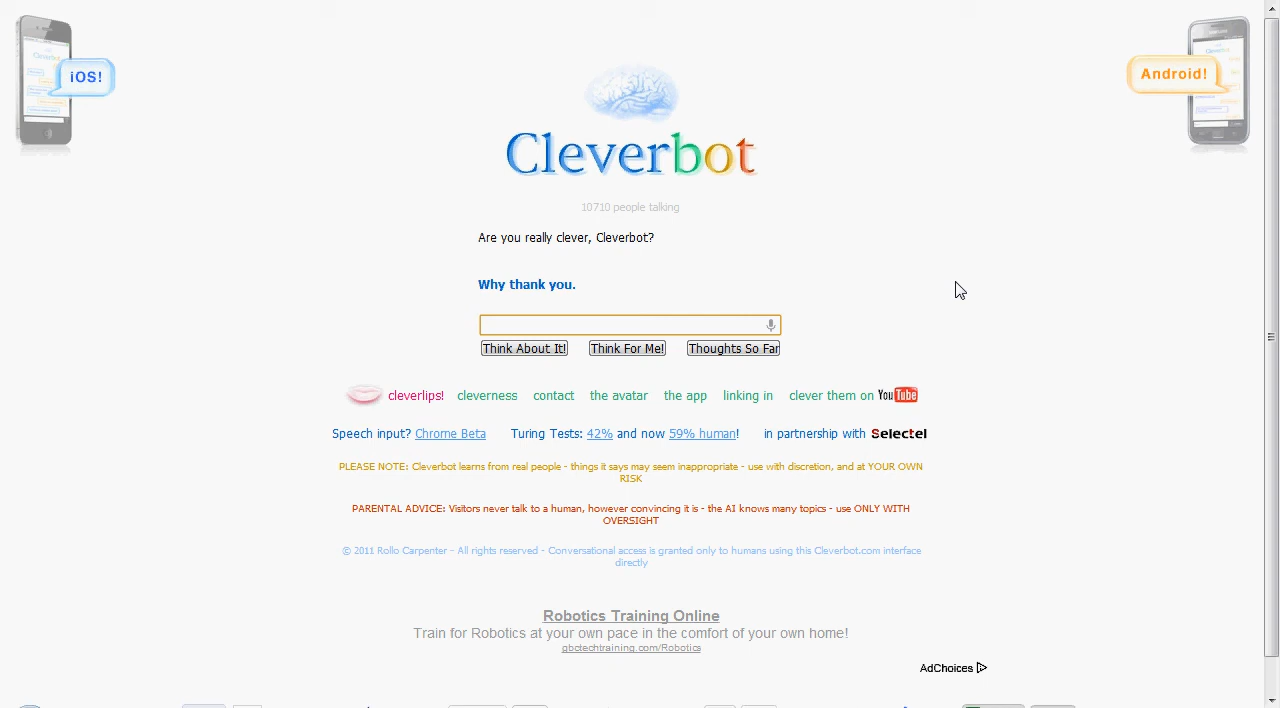 iOS!
Android!
Cleverbot
10710 people talking
Are you really clever, Cleverbot?
Why thank you.
Think About It! Think For Me! Thoughts So Far
cleverlips! cleverness contact the avatar the app linking in clever them on YouTube
Speech input? Chrome Beta Turing Tests: 42% and now 59% human! in partnership with Selectel
PLEASE NOTE: Cleverbot learns from real people - things it says may seem inappropriate - use with discretion, and at YOUR OWN
RISK
PARENTAL ADVICE: Visitors never talk to a human, however convincing it is - the AI knows many topics - use ONLY WITH
OVERSIGHT
© 2011 Rollo Carpenter - All rights reserved - Conversational access is granted only to humans using this Cleverbot.com interface
directly
Robotics Training Online
Train for Robotics at your own pace in the comfort of your own home!
gbctechtraining.com/Robotics
AdChoices